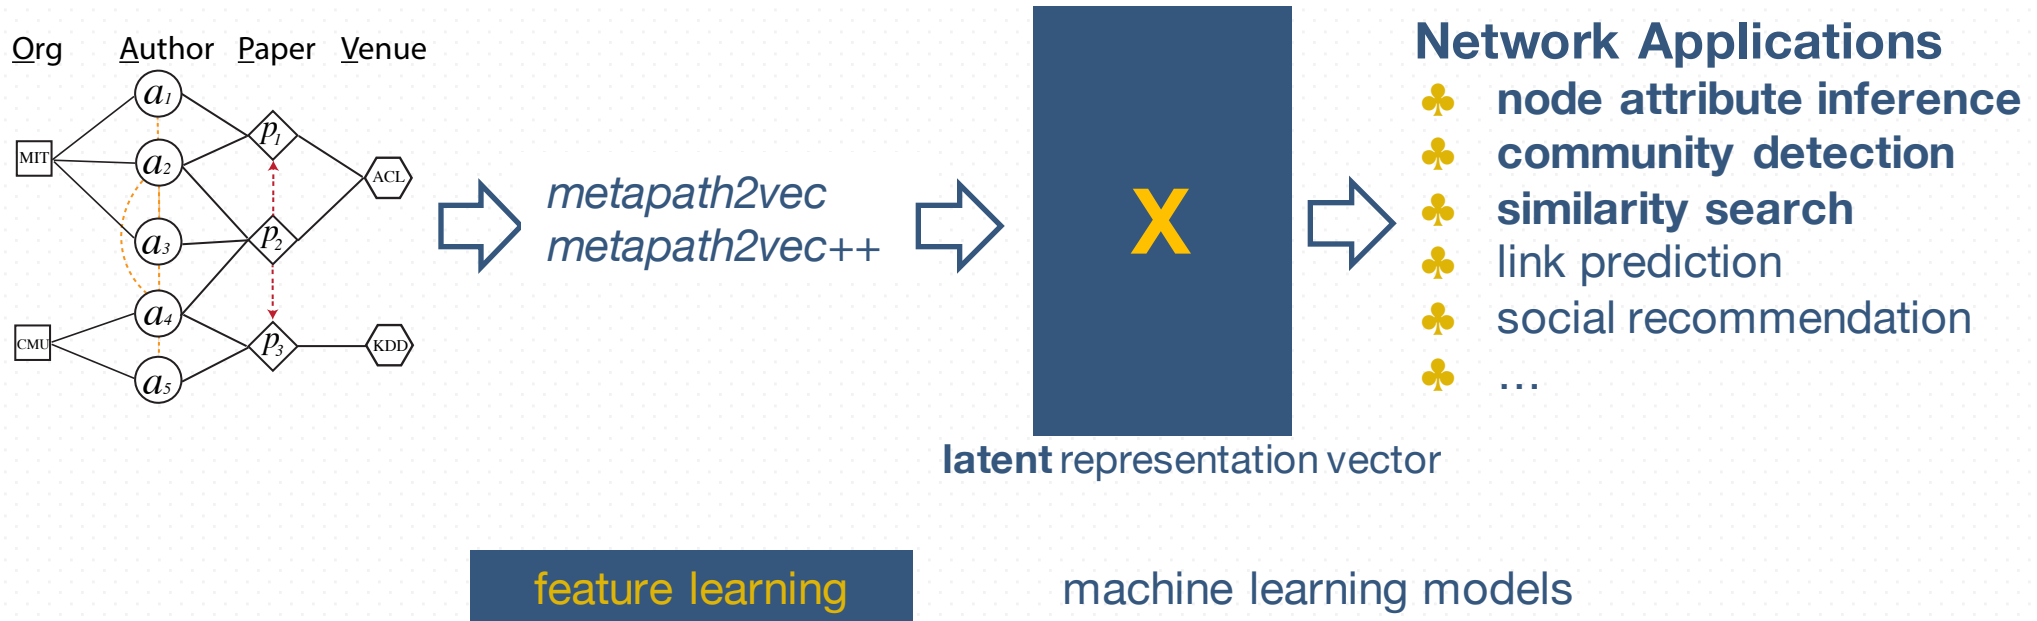 Org Author Paper Venue
a1
p1
MIT
a2
ACL
a3
p2
a4
CMU
p3
KDD
a5
metapath2vec
metapath2vec++
X
latent representation vector
Network Applications
♣ node attribute inference
♣ community detection
♣ similarity search
♣ link prediction
♣ social recommendation
♣ ...
feature learning
machine learning models